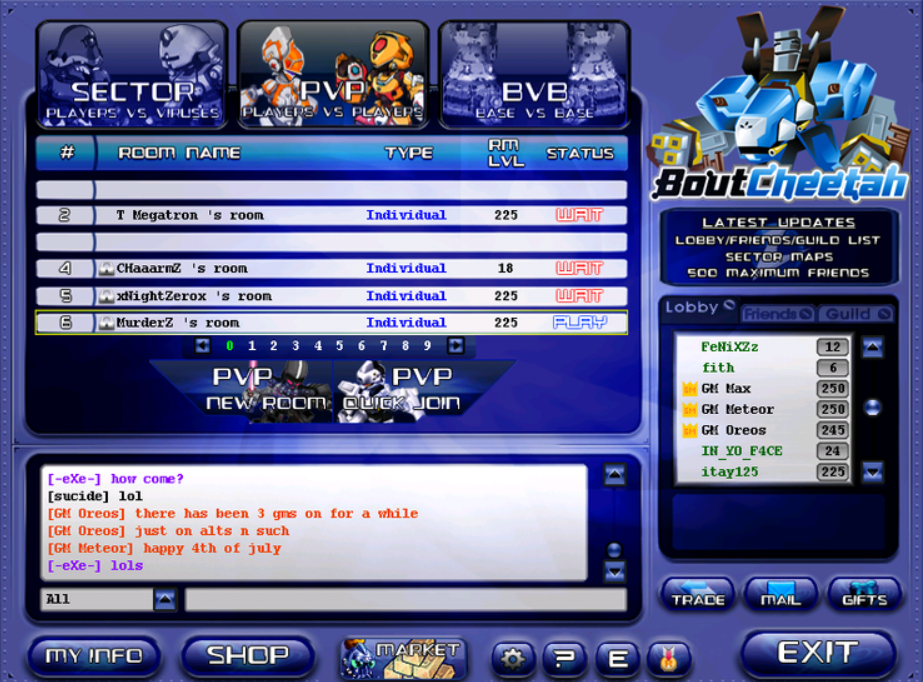 SECTOR
PLAYERS VS VIRUSES
PVP
PLAYERS VS PLAYERS
BVB
BASE VS BASE
BoutCheetah
# ROOM NAME TYPE RM LVL STATUS
2 T Megatron 's room Individual 225 WAIT
4 CHaaarmZ 's room Individual 18 WAIT
5 xNightZerox 's room Individual 225 WAIT
6 MurderZ 's room Individual 225 PLAY
0 1 2 3 4 5 6 7 8 9
PVP
NEW ROOM
PVP
QUICK JOIN
LATEST UPDATES
LOBBY/FRIENDS/GUILD LIST
SECTOR MAPS
500 MAXIMUM FRIENDS
Lobby Friends Guild
FeNiXZz 12
fith 6
GM Max 250
GM Meteor 250
GM Oreos 245
IN_YO_F4CE 24
itay125 225
[-eXe-] how come?
[sucide] lol
[GM Oreos] there has been 3 gms on for a while
[GM Oreos] just on alts n such
[GM Meteor] happy 4th of july
[-eXe-] lols
All
TRADE MAIL GIFTS
MY INFO SHOP MARKET ? E EXIT